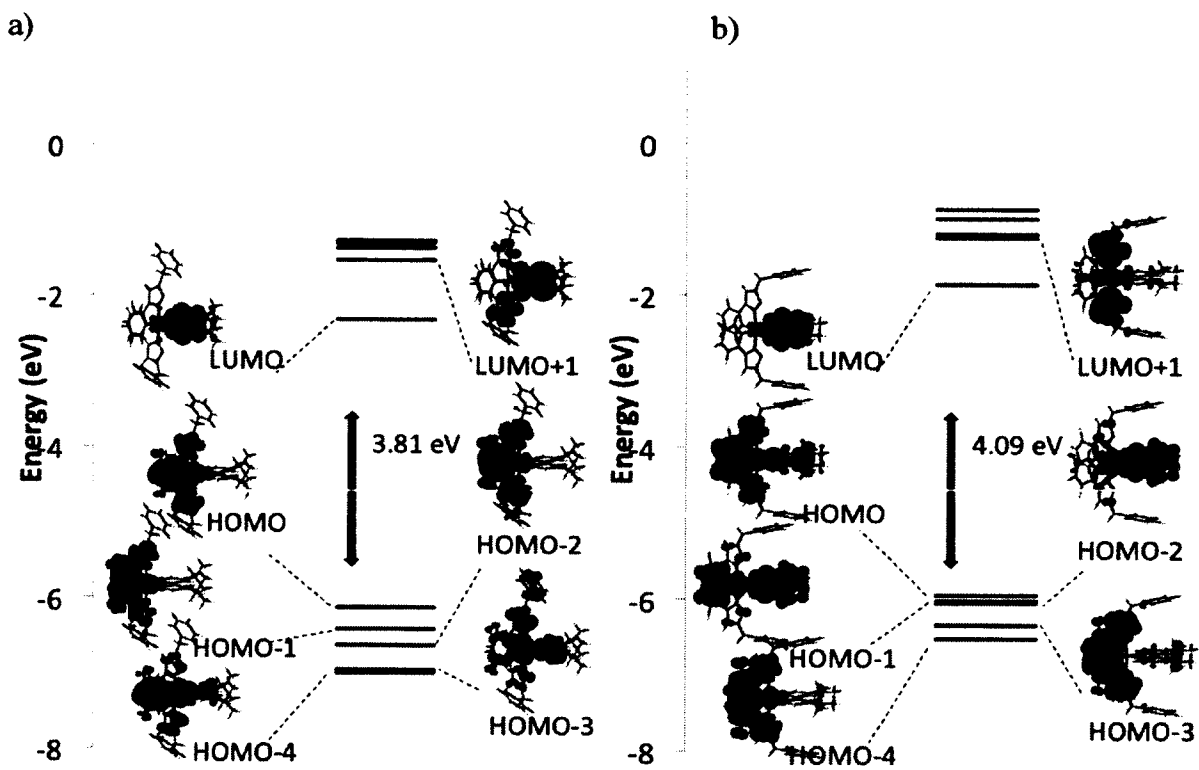 a)
0
-2
-4
-6
-8
Energy (eV)
LUMO
LUMO+1
3.81 eV
HOMO
HOMO-2
HOMO-1
HOMO-3
HOMO-4
b)
0
-2
-4
-6
-8
Energy (eV)
LUMO
LUMO+1
4.09 eV
HOMO
HOMO-2
HOMO-1
HOMO-3
HOMO-4